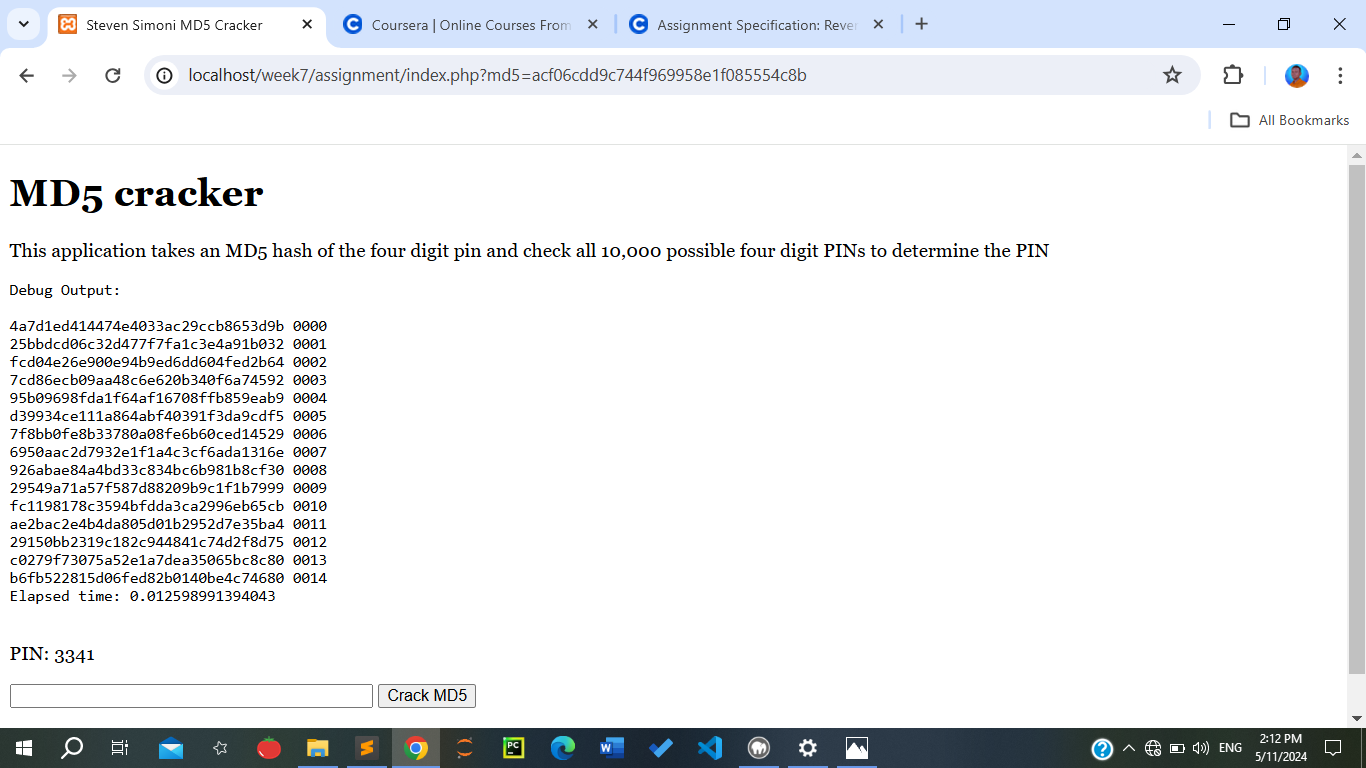 Steven Simoni MD5 Cracker
Coursera | Online Courses From
Assignment Specification: Rever
localhost/week7/assignment/index.php?md5=acf06cdd9c744f969958e1f085554c8b
All Bookmarks
MD5 cracker
This application takes an MD5 hash of the four digit pin and check all 10,000 possible four digit PINs to determine the PIN
Debug Output:
4a7d1ed414474e4033ac29ccb8653d9b 0000
25bbdcd06c32d477f7fa1c3e4a91b032 0001
fcd04e26e900e94b9ed6dd604fed2b64 0002
7cd86ecb09aa48c6e620b340f6a74592 0003
95b09698fda1f64af16708ffb859eab9 0004
d39934ce111a864abf40391f3da9cdf5 0005
7f8bb0fe8b33780a08fe6b60ced14529 0006
6950aac2d7932e1f1a4c3cf6ada1316e 0007
926abae84a4bd33c834bc6b981b8cf30 0008
29549a71a57f587d88209b9c1f1b7999 0009
fc1198178c3594bfdda3ca2996eb65cb 0010
ae2bac2e4b4da805d01b2952d7e35ba4 0011
29150bb2319c182c944841c74d2f8d75 0012
c0279f73075a52e1a7dea35065bc8c80 0013
b6fb522815d06fed82b0140be4c74680 0014
Elapsed time: 0.012598991394043
PIN: 3341
Crack MD5
ENG
2:12 PM
5/11/2024